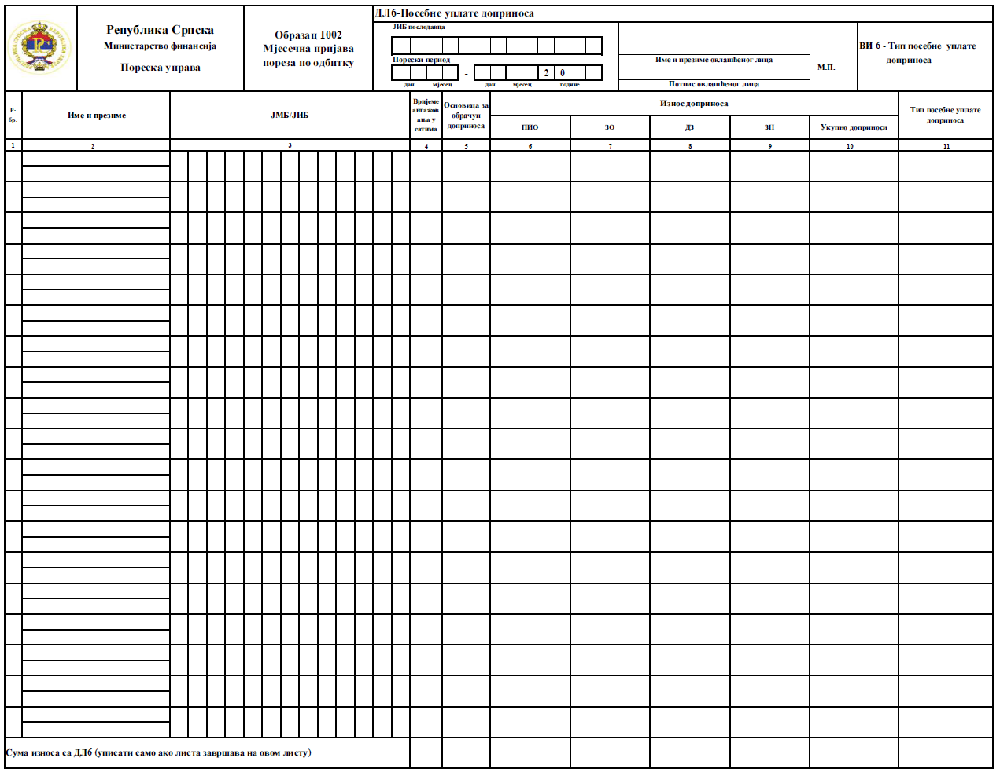 Република Српска
Министарство финансија
Пореска управа
Образац 1002
Мјесечна пријава
пореза по одбитку
ДЛ6-Посебне уплате доприноса
ЈИБ послодавца
Порески период
- 2 0
дан мјесец дан мјесец године
Име и презиме овлашћеног лица
М.П.
Потпис овлашћеног лица
ВИ 6 - Тип посебне уплате
доприноса
р.
бр.
Име и презиме
ЈМБ/ЈИБ
Вријеме
ангажов
ања у
сатима
Основица за
обрачун
доприноса
Износ доприноса
ПИО
ЗО
ДЗ
ЗН
Укупно доприноси
Тип посебне уплате
доприноса
1 2 3 4 5 6 7 8 9 10 11
Сума износа са ДЛ6 (уписати само ако листа завршава на овом листу)